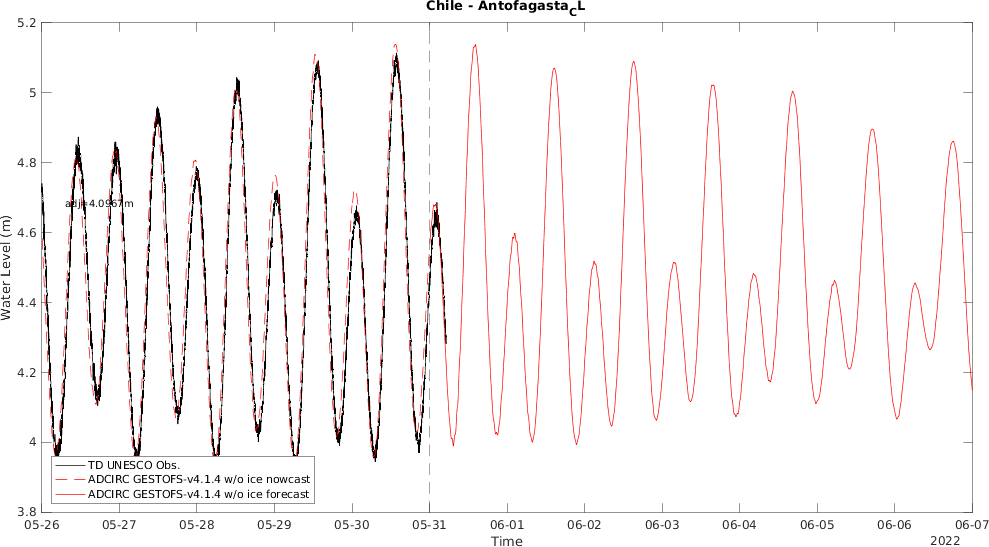 Chile - AntofagastaCL
5.2
5
4.8
4.6
4.4
4.2
4
3.8
Water Level (m)
adj=4.0967m
TD UNESCO Obs.
ADCIRC GESTOFS-v4.1.4 w/o ice nowcast
ADCIRC GESTOFS-v4.1.4 w/o ice forecast
05-26 05-27 05-28 05-29 05-30 05-31 06-01 06-02 06-03 06-04 06-05 06-06 06-07
Time
2022